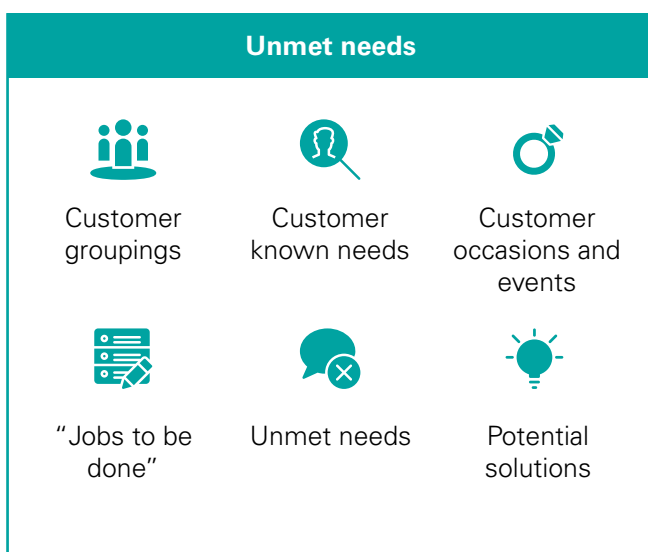 Unmet needs
Customer
groupings
Customer
known needs
Customer
occasions and
events
“Jobs to be
done”
Unmet needs
Potential
solutions